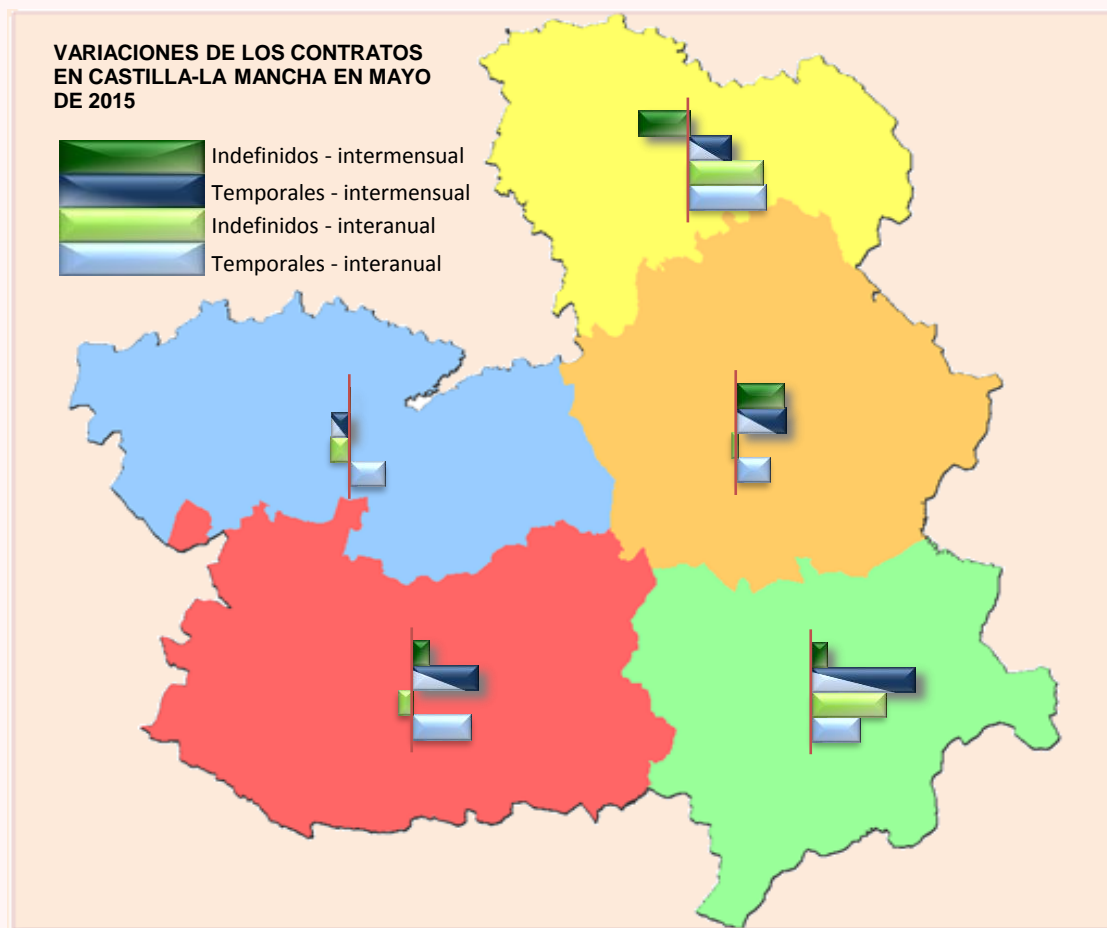 VARIACIONES DE LOS CONTRATOS
EN CASTILLA-LA MANCHA EN MAYO
DE 2015
Indefinidos - intermensual
Temporales - intermensual
Indefinidos - interanual
Temporales - interanual